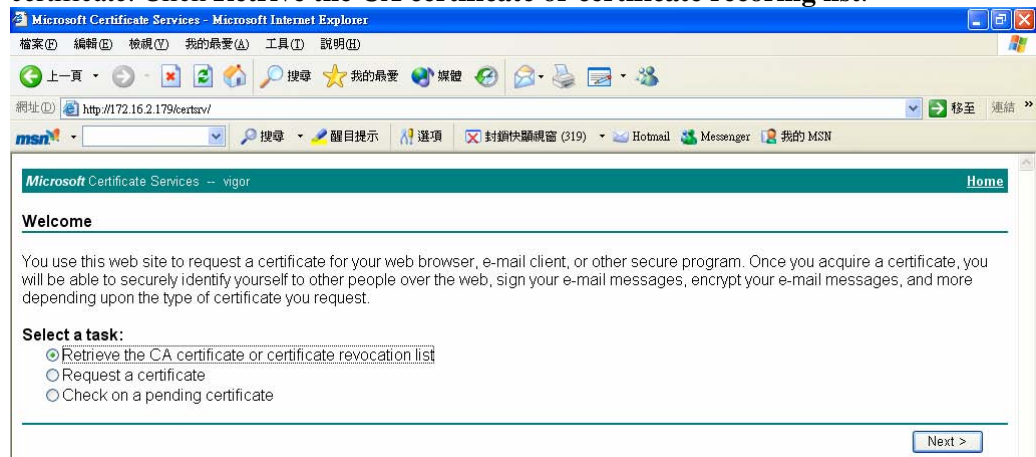 certificate. Click Retrive the CA certificate or certificate recoring list.
Microsoft Certificate Services - Microsoft Internet Explorer
檔案(F) 編輯(E) 檢視(V) 我的最愛(A) 工具(T) 說明(H)
上一頁 搜尋 我的最愛 媒體
網址(D) http://172.16.2.179/certsrv/ 移至 連結 »
msn 搜尋 醒目提示 選項 封鎖快顯視窗 (319) Hotmail Messenger 我的 MSN
Microsoft Certificate Services -- vigor Home
Welcome
You use this web site to request a certificate for your web browser, e-mail client, or other secure program. Once you acquire a certificate, you
will be able to securely identify yourself to other people over the web, sign your e-mail messages, encrypt your e-mail messages, and more
depending upon the type of certificate you request.
Select a task:
Retrieve the CA certificate or certificate revocation list
Request a certificate
Check on a pending certificate
Next >